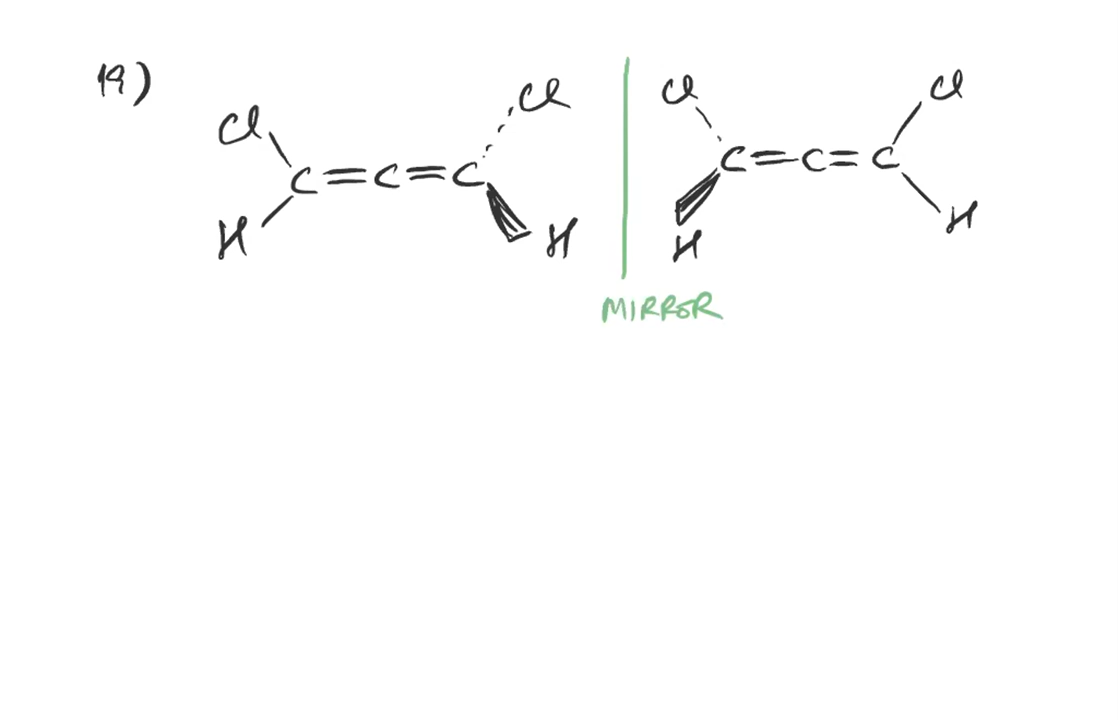 19)
Cl Cl Cl Cl
C=C=C C=C=C
H H H H
MIRROR